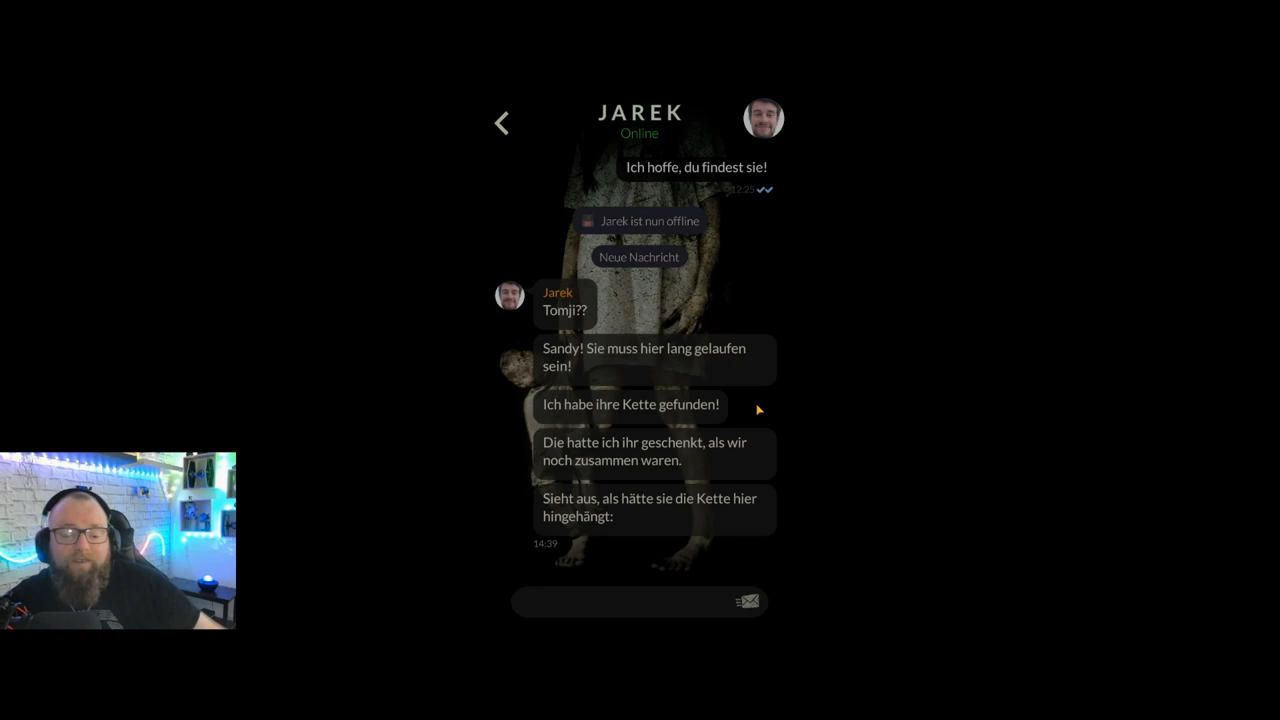 JAREK
Online
Ich hoffe, du findest sie!
12:25
Jarek ist nun offline
Neue Nachricht
Jarek
Tomji??
Sandy! Sie muss hier lang gelaufen
sein!
Ich habe ihre Kette gefunden!
Die hatte ich ihr geschenkt, als wir
noch zusammen waren.
Sieht aus, als hätte sie die Kette hier
hingehängt:
14:39